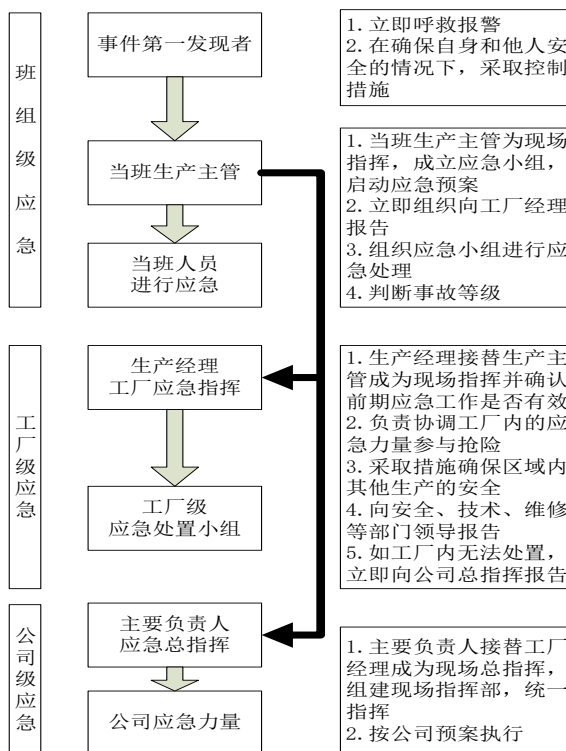 班组级应急
事件第一发现者
1. 立即呼救报警
2. 在确保自身和他人安
全的情况下，采取控制
措施
当班生产主管
1. 当班生产主管为现场
指挥，成立应急小组，
启动应急预案
2. 立即组织向工厂经理
报告
3. 组织应急小组进行应
急处理
4. 判断事故等级
当班人员
进行应急
工厂级应急
生产经理
工厂应急指挥
1. 生产经理接替生产主
管成为现场指挥并确认
前期应急工作是否有效
2. 负责协调工厂内的应
急力量参与抢险
3. 采取措施确保区域内
其他生产的安全
4. 向安全、技术、维修
等部门领导报告
5. 如工厂内无法处置，
立即向公司总指挥报告
工厂级
应急处置小组
公司级应急
主要负责人
应急总指挥
1. 主要负责人接替工厂
经理成为现场总指挥，
组建现场指挥部，统一
指挥
2. 按公司预案执行
公司应急力量